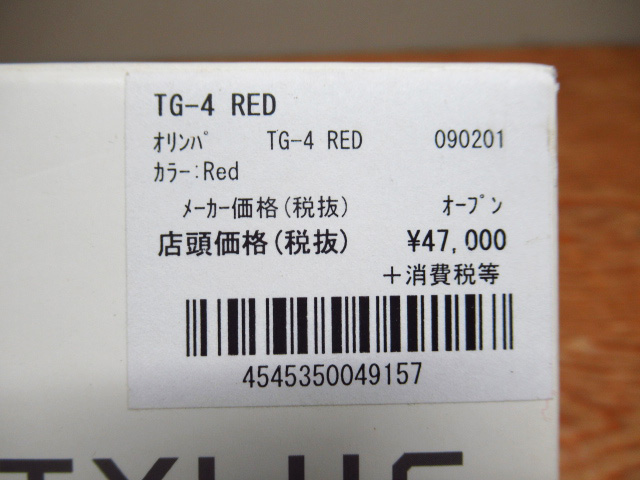 TG-4 RED
ｵﾘﾝﾊﾟ TG-4 RED 090201
ｶﾗｰ:Red
ﾒｰｶｰ価格(税抜) ｵｰﾌﾟﾝ
店頭価格(税抜) ¥47,000
＋消費税等
4545350049157